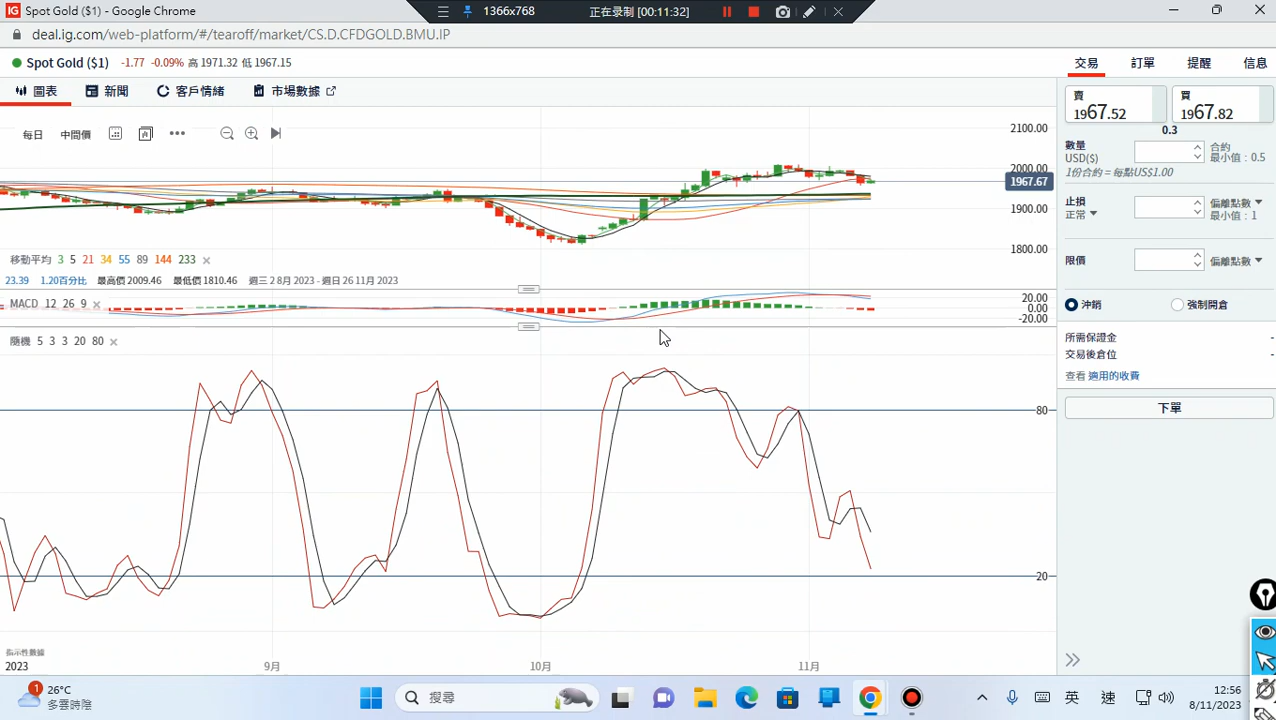 IG Spot Gold ($1) - Google Chrome
1366x768
正在录制 [00:11:32]
deal.ig.com/web-platform/#/tearoff/market/CS.D.CFDGOLD.BMU.IP
Spot Gold ($1) -1.77 -0.09% 高 1971.32 低 1967.15
交易 訂單 提醒 信息
圖表 新聞 客戶情緒 市場數據
每日 中間價
2100.00
2000.00
1967.67
1900.00
1800.00
移動平均 3 5 21 34 55 89 144 233
23.39 1.20百分比 最高價 2009.46 最低價 1810.46 週三 2 8月 2023 - 週日 26 11月 2023
MACD 12 26 9
20.00
0.00
-20.00
隨機 5 3 3 20 80
80
20
指示性數據
2023 9月 10月 11月
賣
1967.52
買
1967.82
0.3
數量
USD($)
合約
最小值 : 0.5
1份合約 = 每點US$1.00
止損
正常
偏離點數
最小值 : 1
限價
偏離點數
沖銷 強制開倉
所需保證金 -
交易後倉位 -
查看 適用的收費
下單
1
26°C
多雲時陰
搜尋
英 速
12:56
8/11/2023